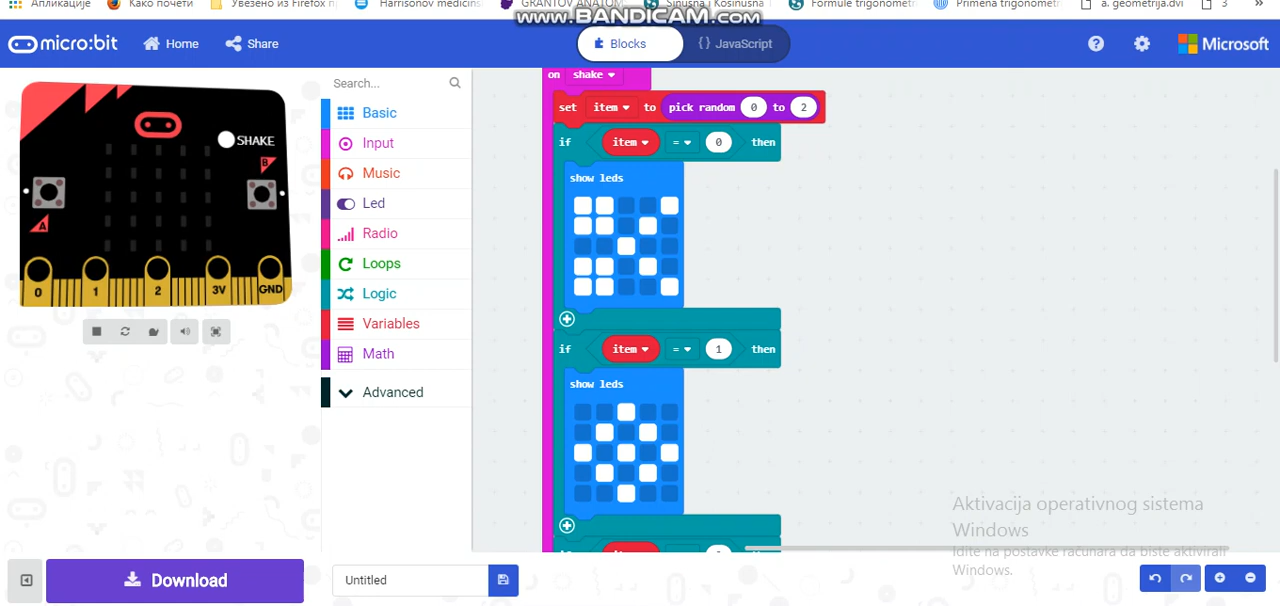 Апликације
Како почети
Uvezeno iz Firefox
Harrisonov medicins
GRANTOV ANATOM
Sinusna i Kosinusna
Formule trigonometr
Primena trigonometr
a. geometrija.dvi
3
»
www.BANDICAM.com
micro:bit
Home
Share
Blocks
{} JavaScript
?
Microsoft
SHAKE
B
A
0 1 2 3V GND
Search...
Basic
Input
Music
Led
Radio
Loops
Logic
Variables
Math
Advanced
on shake
set item to pick random 0 to 2
if item = 0 then
show leds
if item = 1 then
show leds
Aktivacija operativnog sistema
Windows
Idite na postavke računara da biste aktivirali
Windows.
Download
Untitled